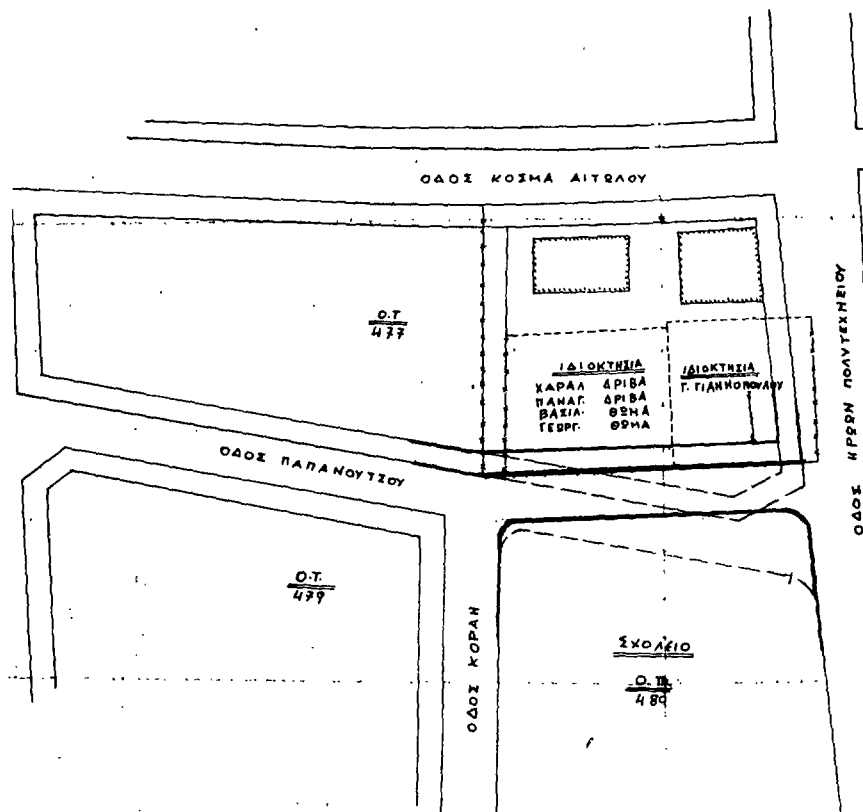 ΟΔΟΣ ΚΟΣΜΑ ΑΙΤΩΛΟΥ
ΟΔΟΣ ΗΡΩΩΝ ΠΟΛΥΤΕΧΝΕΙΟΥ
Ο.Τ
477
ΙΔΙΟΚΤΗΣΙΑ
ΧΑΡΑΛ ΔΡΙΒΑ
ΠΑΝΑΓ. ΔΡΙΒΑ
ΒΑΣΙΛ. ΘΩΜΑ
ΓΕΩΡΓ. ΘΩΜΑ
ΙΔΙΟΚΤΗΣΙΑ
Γ. ΓΙΑΝΝΟΠΟΥΛΟΥ
ΟΔΟΣ ΠΑΠΑΝΟΥΤΣΟΥ
Ο.Τ.
479
ΟΔΟΣ ΚΟΡΑΗ
ΣΧΟΛΕΙΟ
Ο.Τ.
480